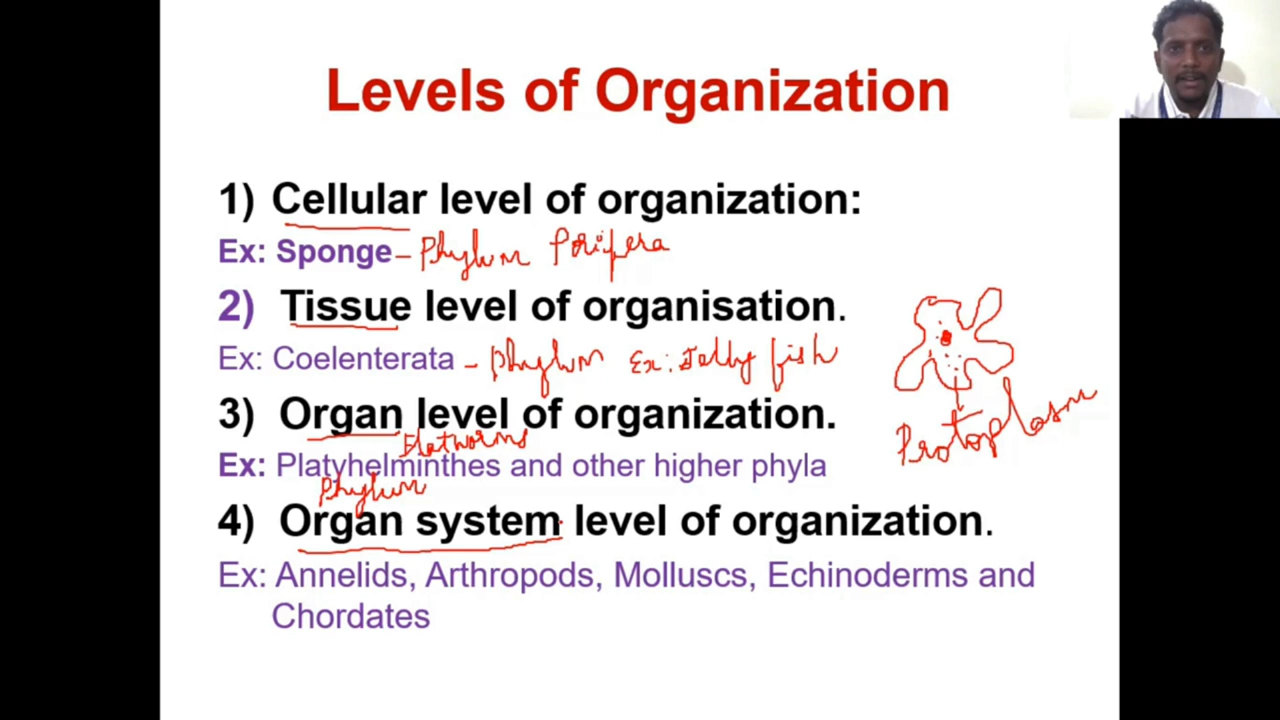 Levels of Organization
1) Cellular level of organization:
Ex: Sponge – Phylum Porifera
2) Tissue level of organisation.
Ex: Coelenterata – phylum Ex: Jelly fish
3) Organ level of organization.
Flatworms
Ex: Platyhelminthes and other higher phyla
Phylum
4) Organ system level of organization.
Ex: Annelids, Arthropods, Molluscs, Echinoderms and
Chordates
Protoplasm